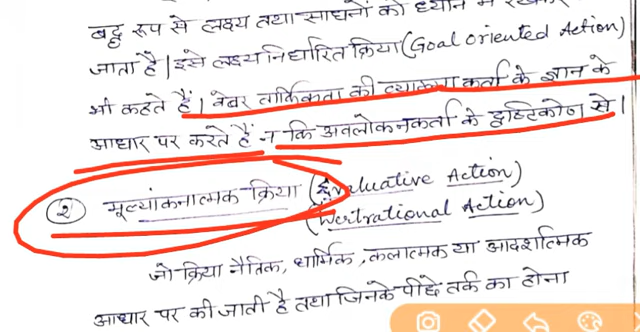 बद्ध रूप से लक्ष्य तथा साधनों को ध्यान में रखकर
जाता है। इसे लक्ष्य निर्धारित क्रिया (Goal oriented Action)
भी कहते हैं। वेबर तार्किकता की व्याख्या कर्ता के ज्ञान के
आधार पर करते हैं न कि अवलोकनकर्ता के दृष्टिकोण से।
② मूल्यांकनात्मक क्रिया (Evaluative Action)
(Wertrational Action)
जो क्रिया नैतिक, धार्मिक, कलात्मक या आदर्शात्मक
आधार पर की जाती है तथा जिनके पीछे तर्क का होना